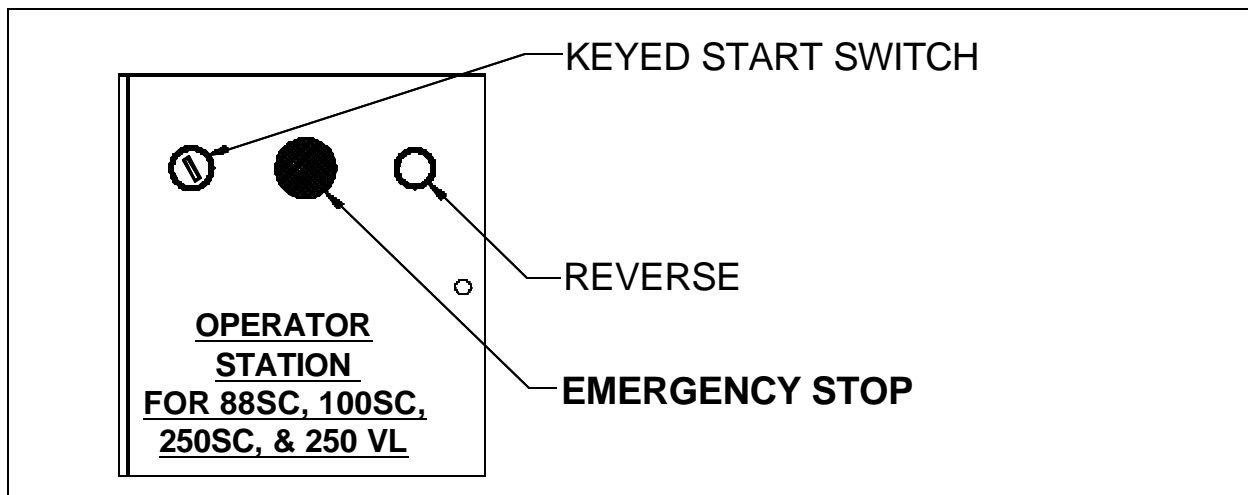 KEYED START SWITCH
REVERSE
EMERGENCY STOP
OPERATOR
STATION
FOR 88SC, 100SC,
250SC, & 250 VL